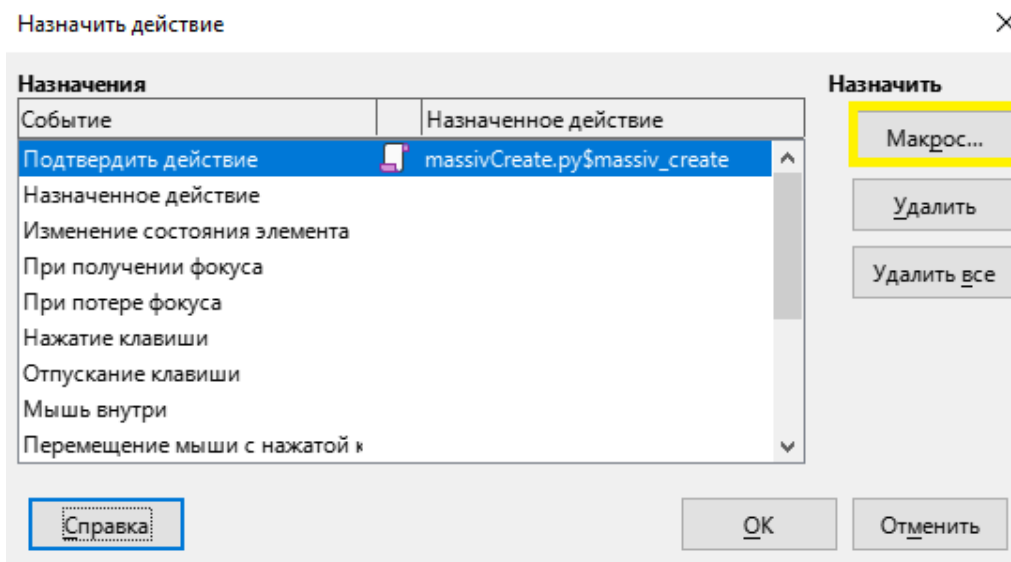 Назначить действие
Назначения
Назначить
Событие Назначенное действие
Макрос...
Подтвердить действие massivCreate.py$massiv_create
Назначенное действие
Удалить
Изменение состояния элемента
При получении фокуса
Удалить все
При потере фокуса
Нажатие клавиши
Отпускание клавиши
Мышь внутри
Перемещение мыши с нажатой к
Справка
OK
Отменить